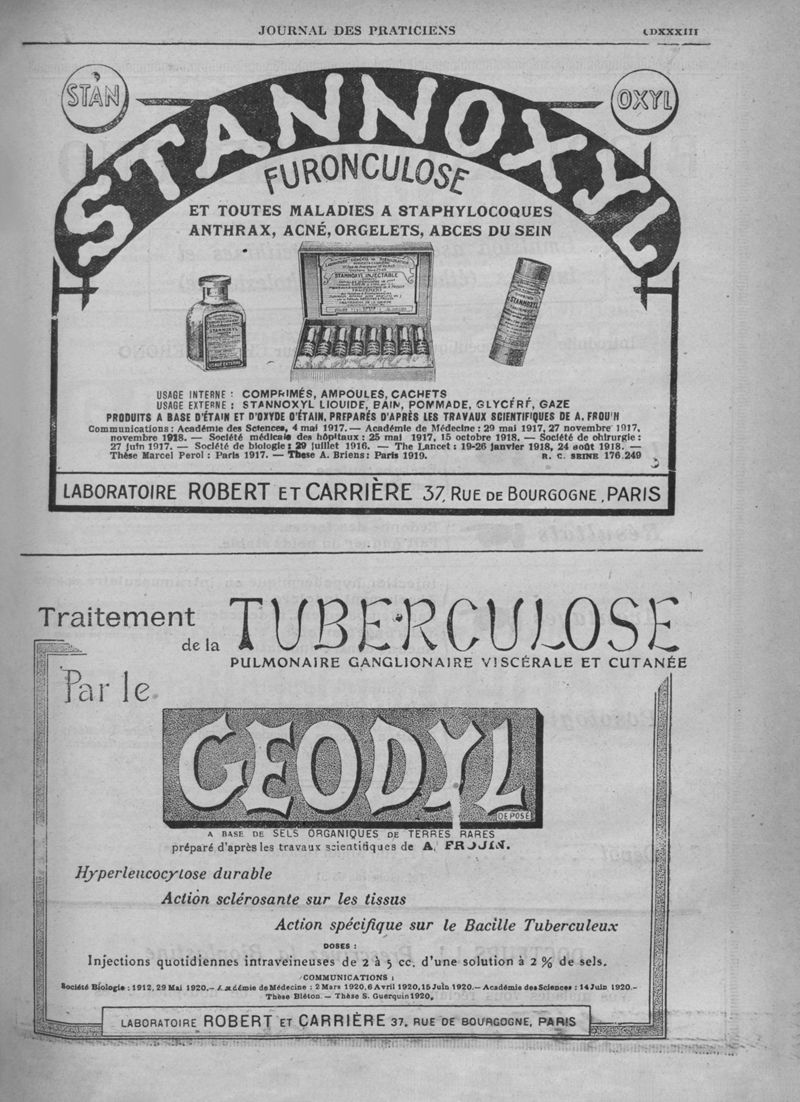 JOURNAL DES PRATICIENS
CDXXXIII
STAN
OXYL
STANNOXYL
FURONCULOSE
ET TOUTES MALADIES A STAPHYLOCOQUES
ANTHRAX, ACNÉ, ORGELETS, ABCES DU SEIN
STANNOXYL INJECTABLE
STANNOXYL
STANNOXYL
USAGE INTERNE : COMPRIMÉS, AMPOULES, CACHETS
USAGE EXTERNE : STANNOXYL LIQUIDE, BAIN, POMMADE, GLYCÉRÉ, GAZE
PRODUITS A BASE D'ÉTAIN ET D'OXYDE D'ÉTAIN, PREPARÉS D'APRÈS LES TRAVAUX SCIENTIFIQUES DE A. FROUIN
Communications : Académie des Sciences, 4 mai 1917. — Académie de Médecine : 29 mai 1917, 27 novembre 1917,
novembre 1918. — Société médicale des hôpitaux : 25 mai 1917, 15 octobre 1918. — Société de chirurgie :
27 juin 1917. — Société de biologie : 29 juillet 1916. — The Lancet : 19-26 janvier 1918, 24 août 1918. —
Thèse Marcel Perol : Paris 1917. — These A. Briens : Paris 1919. R. C. SEINE 176.249
LABORATOIRE ROBERT ET CARRIÈRE 37, RUE DE BOURGOGNE, PARIS
Traitement de la TUBERCULOSE
PULMONAIRE GANGLIONAIRE VISCÉRALE ET CUTANÉE
Par le
GEODYL
DEPOSÉ
A BASE DE SELS ORGANIQUES DE TERRES RARES
préparé d'après les travaux scientifiques de A. FROUIN.
Hyperleucocytose durable
Action sclérosante sur les tissus
Action spécifique sur le Bacille Tuberculeux
DOSES :
Injections quotidiennes intraveineuses de 2 à 5 cc. d'une solution à 2 % de sels.
COMMUNICATIONS :
Société Biologie : 1912, 29 Mai 1920. — Académie de Médecine : 2 Mars 1920, 6 Avril 1920, 15 Juin 1920. — Académie des Sciences : 14 Juin 1920. —
Thèse Bléton. — Thèse S. Guerquin 1920.
LABORATOIRE ROBERT ET CARRIÈRE 37, RUE DE BOURGOGNE, PARIS